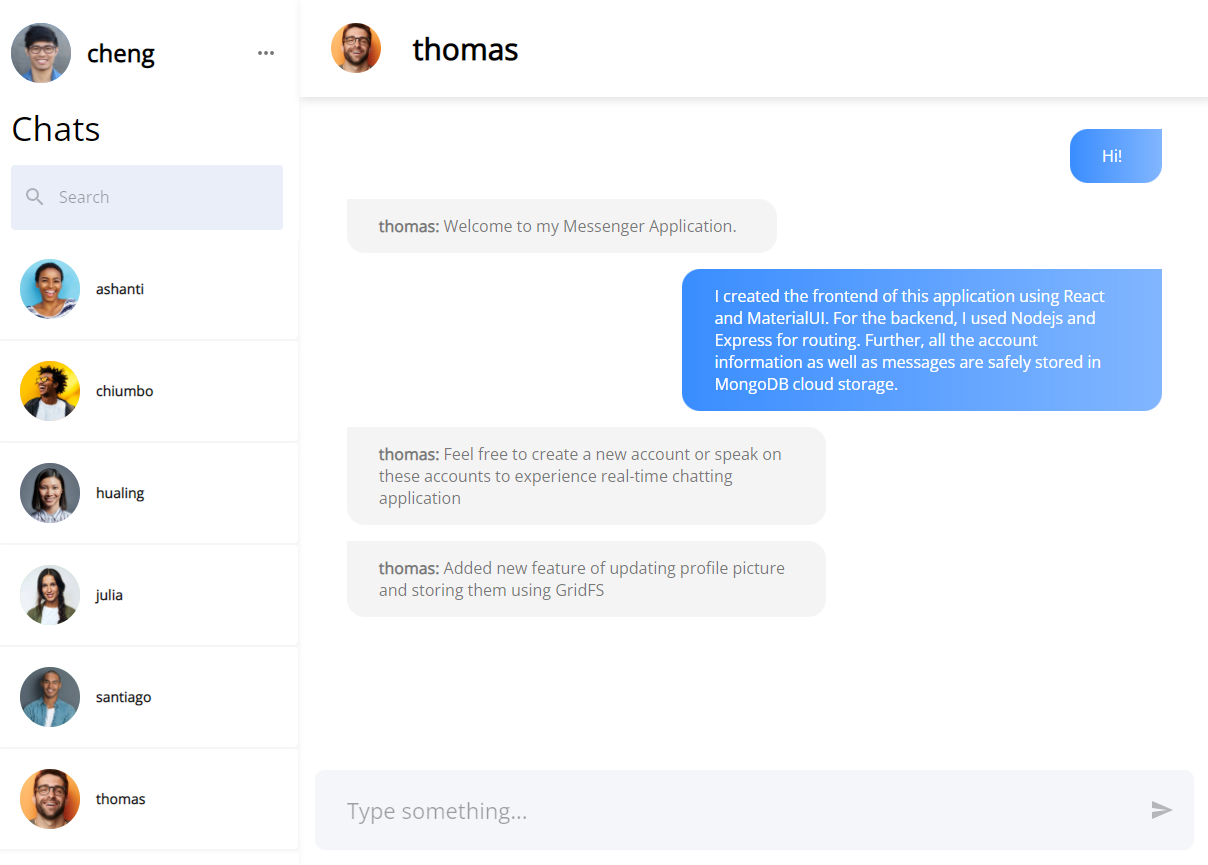 cheng
Chats
Search
ashanti
chiumbo
hualing
julia
santiago
thomas
thomas
Hi!
thomas: Welcome to my Messenger Application.
I created the frontend of this application using React
and MaterialUI. For the backend, I used Nodejs and
Express for routing. Further, all the account
information as well as messages are safely stored in
MongoDB cloud storage.
thomas: Feel free to create a new account or speak on
these accounts to experience real-time chatting
application
thomas: Added new feature of updating profile picture
and storing them using GridFS
Type something...